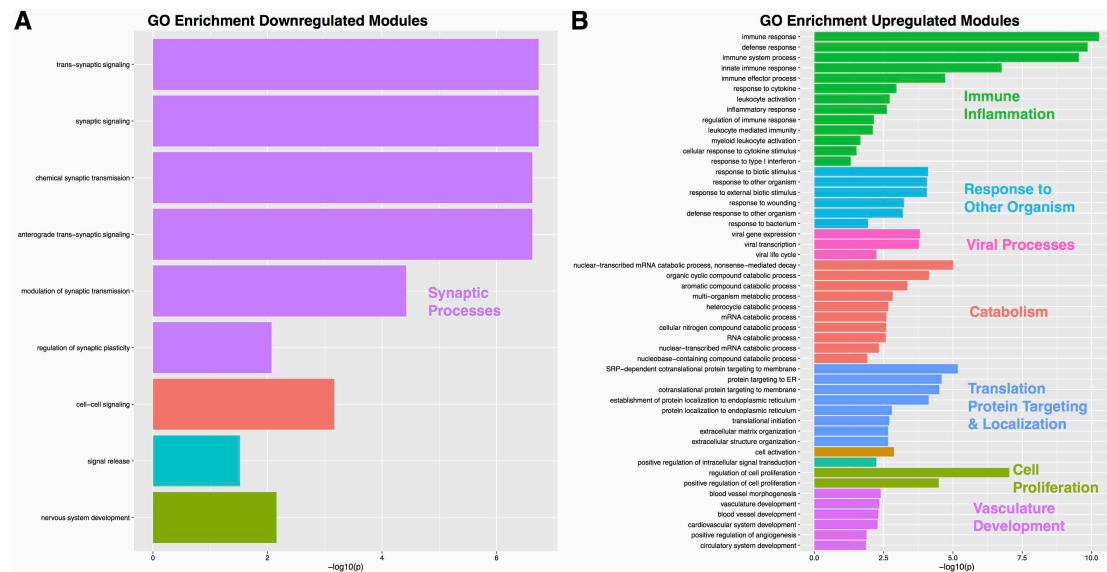 A
GO Enrichment Downregulated Modules
trans−synaptic signaling
synaptic signaling
chemical synaptic transmission
anterograde trans−synaptic signaling
modulation of synaptic transmission
regulation of synaptic plasticity
cell−cell signaling
signal release
nervous system development
Synaptic
Processes
0
2
4
6
−log10(p)
B
GO Enrichment Upregulated Modules
immune response
defense response
immune system process
innate immune response
immune effector process
response to cytokine
leukocyte activation
inflammatory response
regulation of immune response
leukocyte mediated immunity
myeloid leukocyte activation
cellular response to cytokine stimulus
response to type I interferon
response to biotic stimulus
response to other organism
response to external biotic stimulus
response to wounding
defense response to other organism
response to bacterium
viral gene expression
viral transcription
viral life cycle
nuclear−transcribed mRNA catabolic process, nonsense−mediated decay
organic cyclic compound catabolic process
aromatic compound catabolic process
multi−organism metabolic process
heterocycle catabolic process
mRNA catabolic process
cellular nitrogen compound catabolic process
RNA catabolic process
nuclear−transcribed mRNA catabolic process
nucleobase−containing compound catabolic process
SRP−dependent cotranslational protein targeting to membrane
protein targeting to ER
cotranslational protein targeting to membrane
establishment of protein localization to endoplasmic reticulum
protein localization to endoplasmic reticulum
translational initiation
extracellular matrix organization
extracellular structure organization
cell activation
positive regulation of intracellular signal transduction
regulation of cell proliferation
positive regulation of cell proliferation
blood vessel morphogenesis
vasculature development
blood vessel development
cardiovascular system development
positive regulation of angiogenesis
circulatory system development
Immune
Inflammation
Response to
Other Organism
Viral Processes
Catabolism
Translation
Protein Targeting
& Localization
Cell
Proliferation
Vasculature
Development
0.0
2.5
5.0
7.5
10.0
−log10(p)